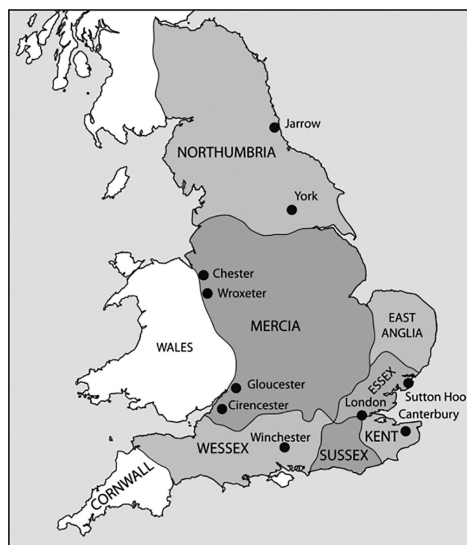 Jarrow
NORTHUMBRIA
York
Chester
Wroxeter
MERCIA
EAST
ANGLIA
WALES
ESSEX
Gloucester
Sutton Hoo
Cirencester
London
Canterbury
WESSEX
Winchester
KENT
SUSSEX
CORNWALL